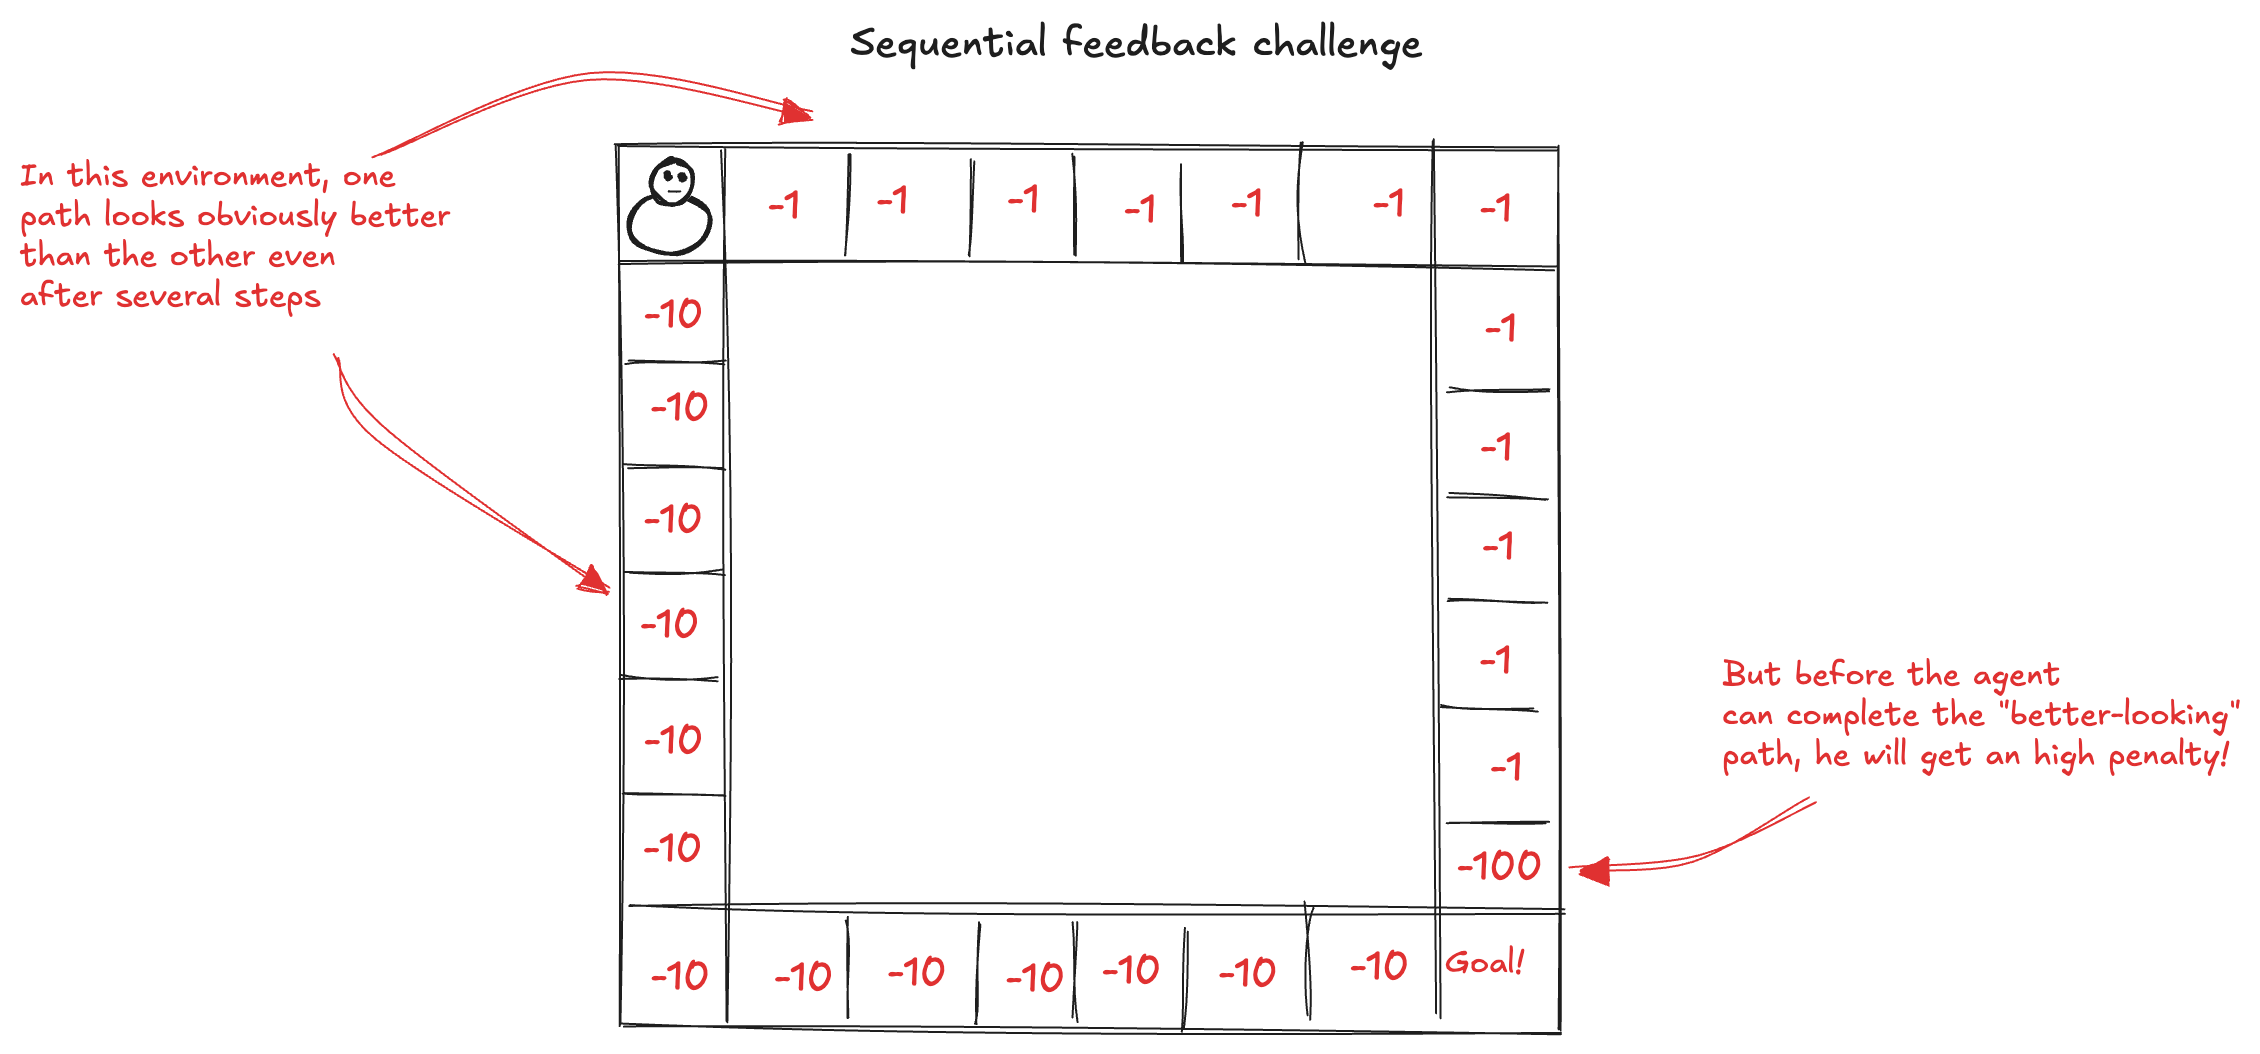 Sequential feedback challenge
In this environment, one
path looks obviously better
than the other even
after several steps
-1 -1 -1 -1 -1 -1 -1
-10 -1
-10 -1
-10 -1
-10 -1
-10 -1
-10 -100
-10 -10 -10 -10 -10 -10 -10 Goal!
But before the agent
can complete the "better-looking"
path, he will get an high penalty!